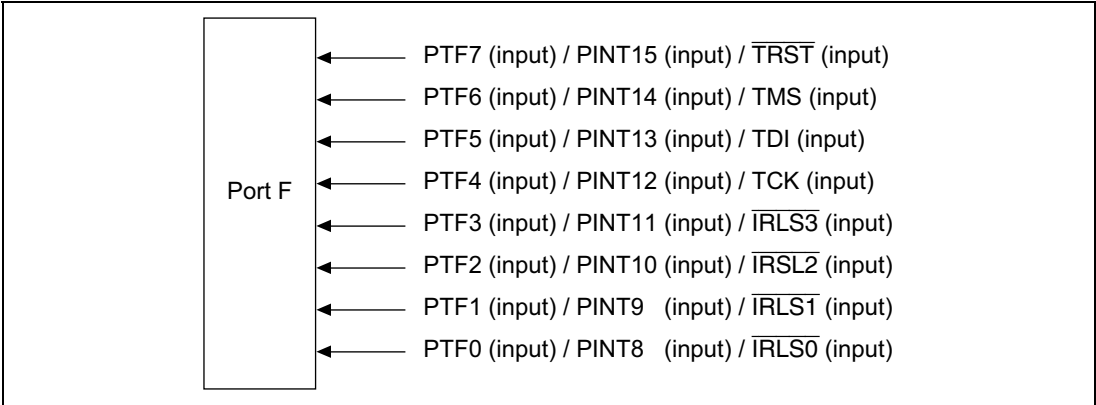 PTF7 (input) / PINT15 (input) / TRST (input)
PTF6 (input) / PINT14 (input) / TMS (input)
PTF5 (input) / PINT13 (input) / TDI (input)
PTF4 (input) / PINT12 (input) / TCK (input)
Port F
PTF3 (input) / PINT11 (input) / IRLS3 (input)
PTF2 (input) / PINT10 (input) / IRSL2 (input)
PTF1 (input) / PINT9 (input) / IRLS1 (input)
PTF0 (input) / PINT8 (input) / IRLS0 (input)